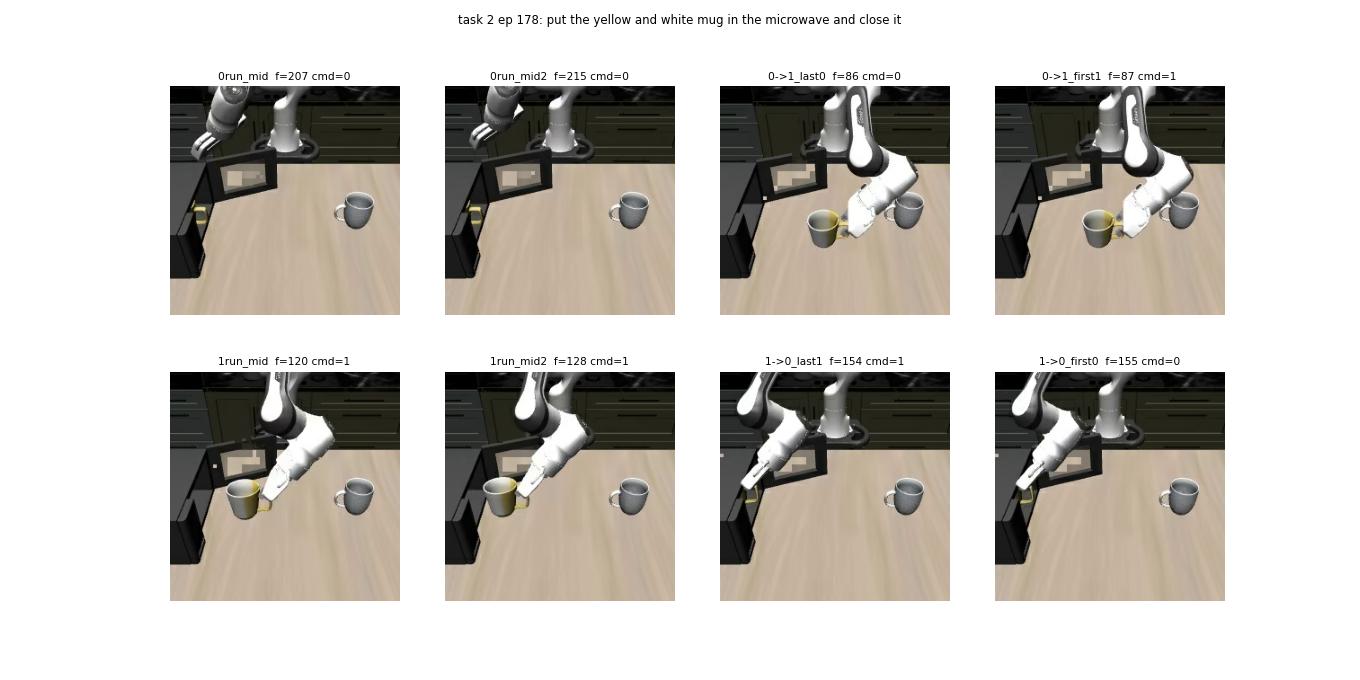 task 2 ep 178: put the yellow and white mug in the microwave and close it
0run_mid f=207 cmd=0
0run_mid2 f=215 cmd=0
0->1_last0 f=86 cmd=0
0->1_first1 f=87 cmd=1
1run_mid f=120 cmd=1
1run_mid2 f=128 cmd=1
1->0_last1 f=154 cmd=1
1->0_first0 f=155 cmd=0